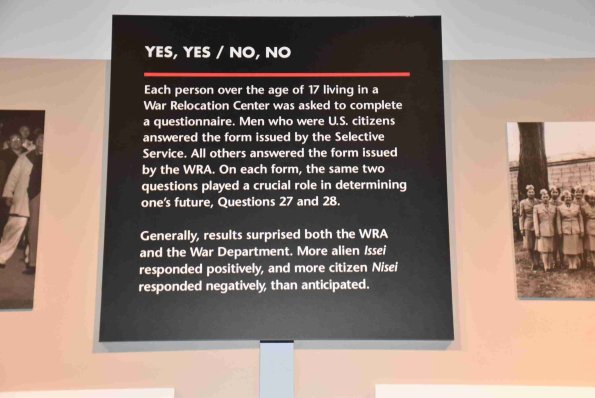 YES, YES / NO, NO
Each person over the age of 17 living in a
War Relocation Center was asked to complete
a questionnaire. Men who were U.S. citizens
answered the form issued by the Selective
Service. All others answered the form issued
by the WRA. On each form, the same two
questions played a crucial role in determining
one's future, Questions 27 and 28.
Generally, results surprised both the WRA
and the War Department. More alien Issei
responded positively, and more citizen Nisei
responded negatively, than anticipated.